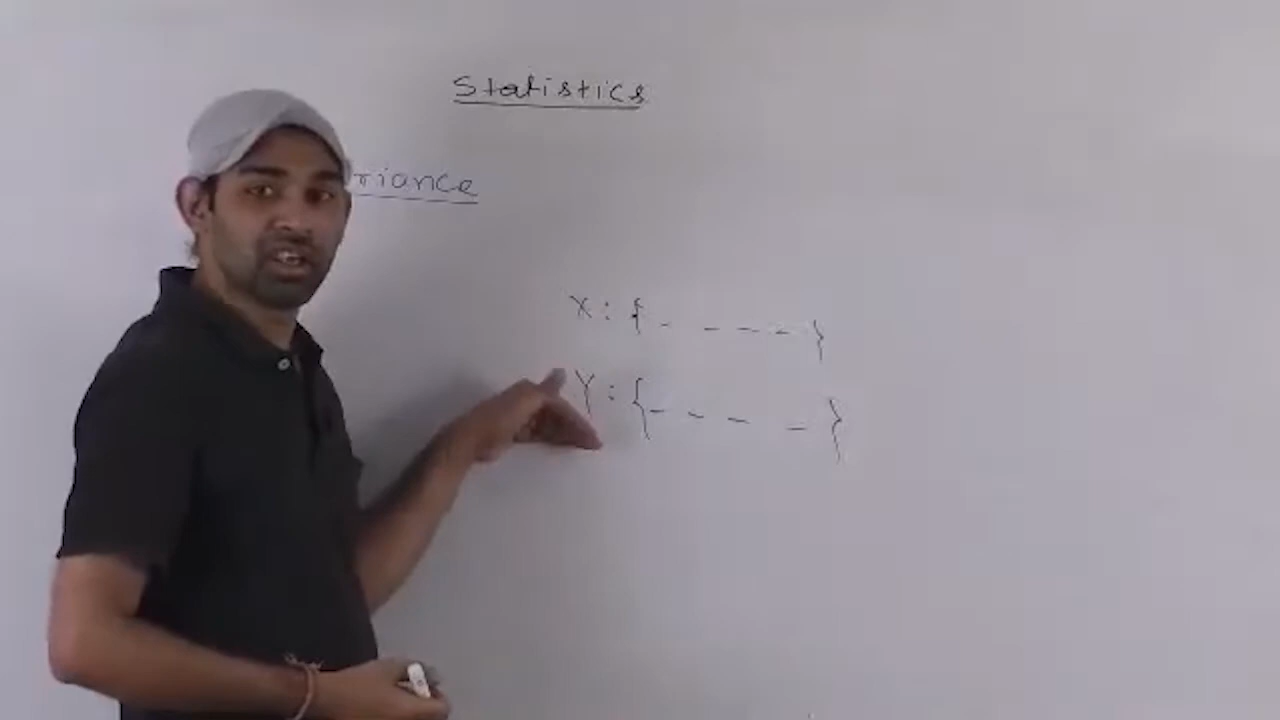 Statistics
riance
X: { - - - - }
Y: { - - - - }